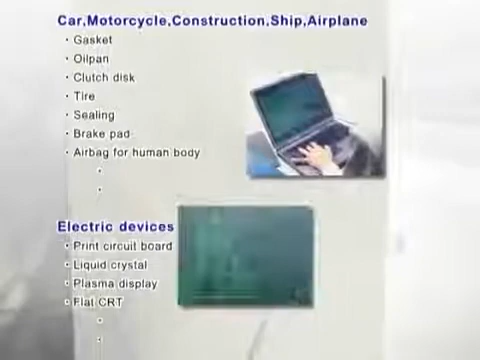 Car,Motorcycle,Construction,Ship,Airplane
・Gasket
・Oilpan
・Clutch disk
・Tire
・Sealing
・Brake pad
・Airbag for human body
・
・
Electric devices
・Print circuit board
・Liquid crystal
・Plasma display
・Flat CRT
・
・